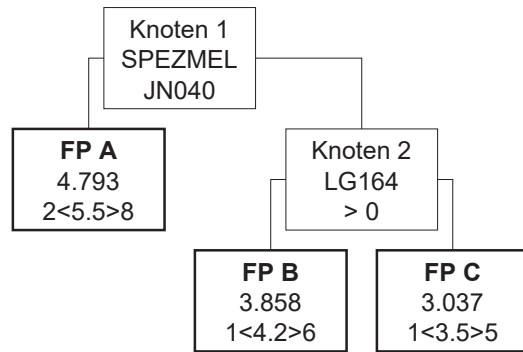 Knoten 1
SPEZMEL
JN040
FP A
4.793
2<5.5>8
Knoten 2
LG164
> 0
FP B
3.858
1<4.2>6
FP C
3.037
1<3.5>5